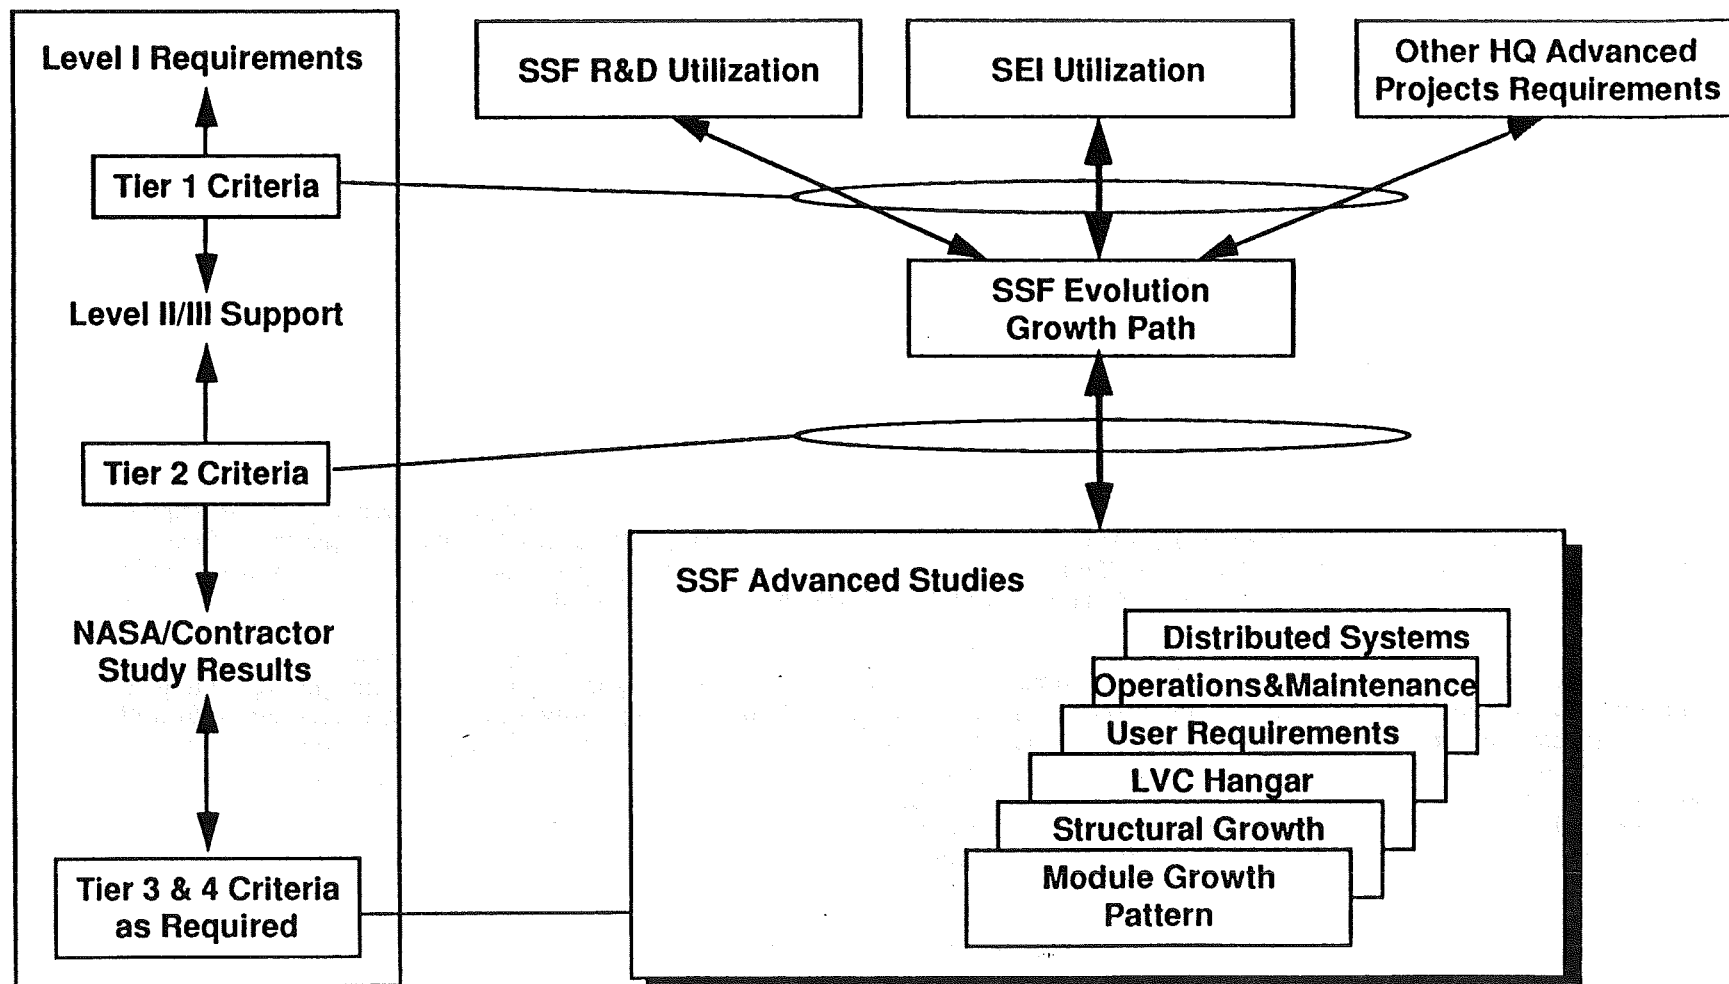 Level I Requirements
Tier 1 Criteria
Level II/III Support
Tier 2 Criteria
NASA/Contractor
Study Results
Tier 3 & 4 Criteria
as Required
SSF R&D Utilization
SEI Utilization
Other HQ Advanced
Projects Requirements
SSF Evolution
Growth Path
SSF Advanced Studies
Distributed Systems
Operations&Maintenance
User Requirements
LVC Hangar
Structural Growth
Module Growth
Pattern